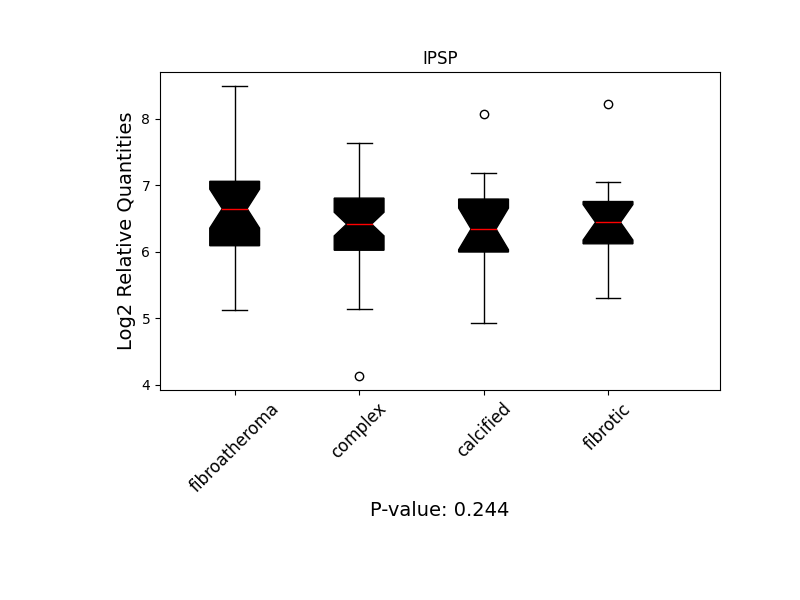 IPSP
Log2 Relative Quantities
8
7
6
5
4
fibroatheroma
complex
calcified
fibrotic
P-value: 0.244